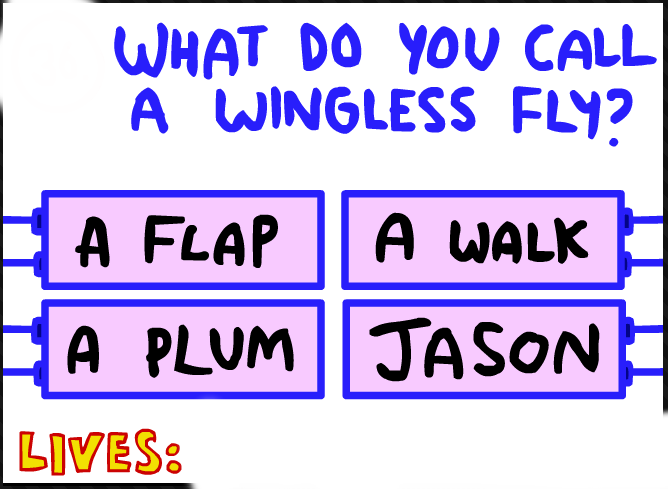 WHAT DO YOU CALL
A WINGLESS FLY?
A FLAP
A WALK
A PLUM
JASON
LIVES: